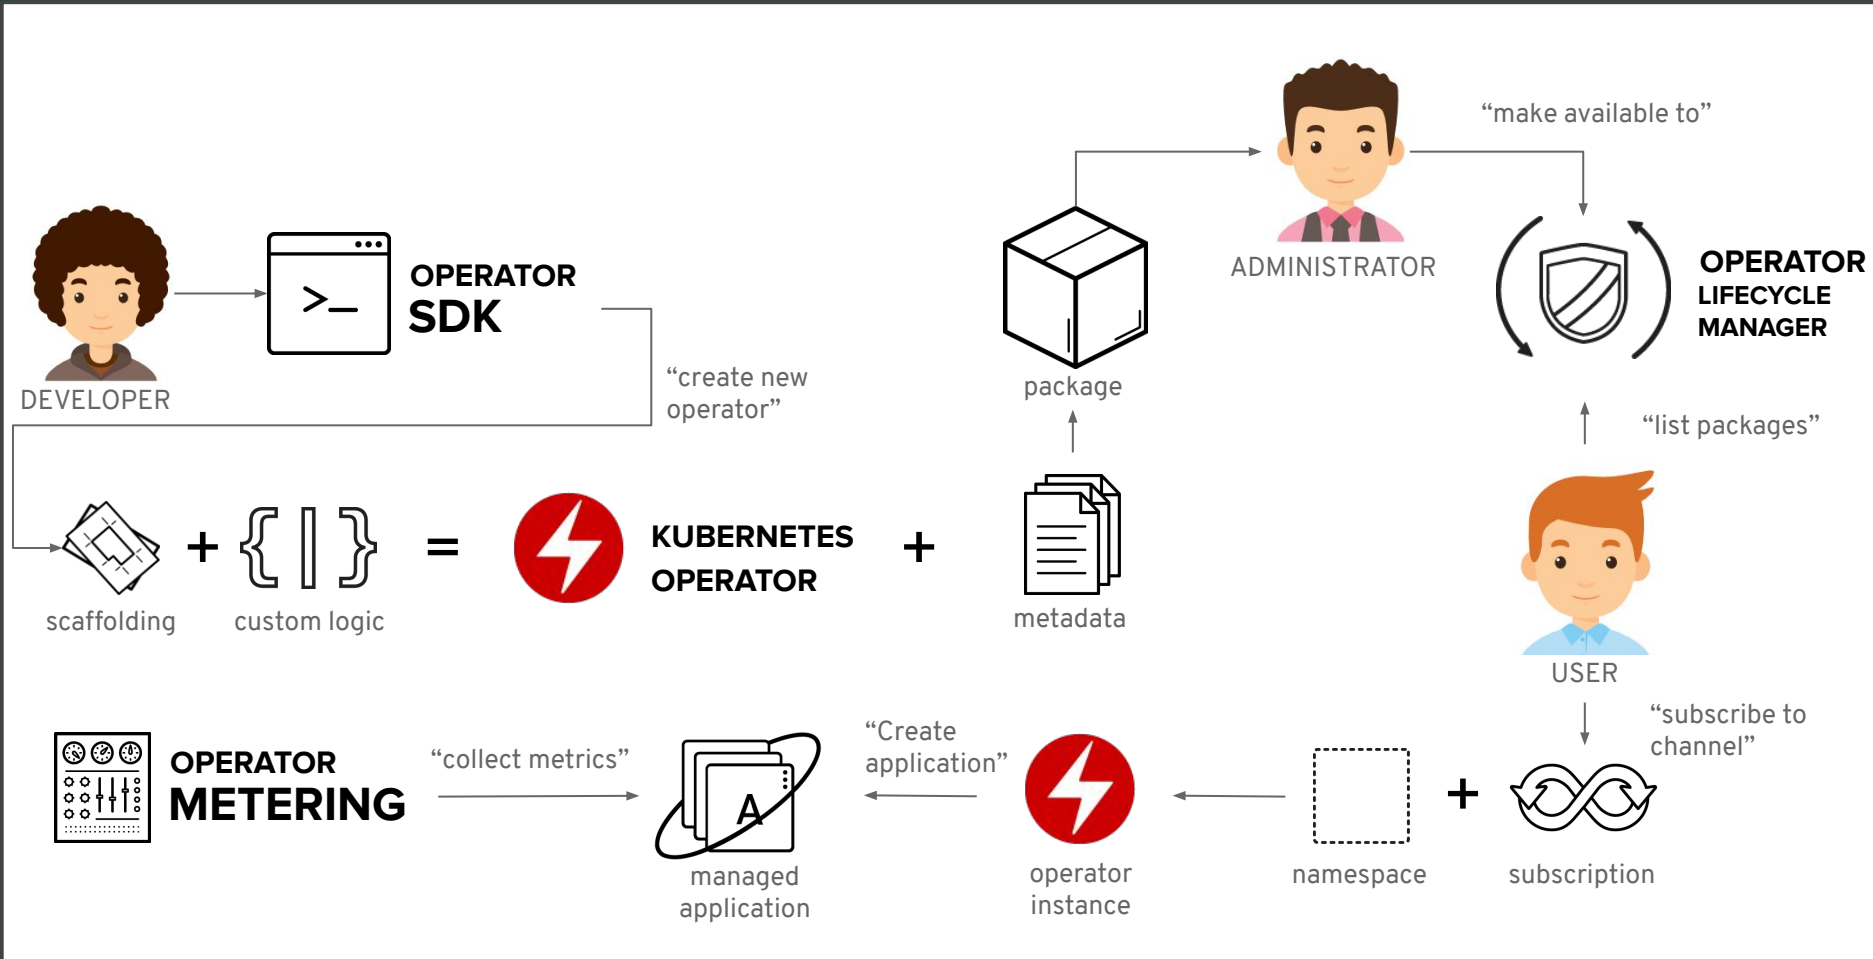 “make available to”
ADMINISTRATOR
OPERATOR
LIFECYCLE
MANAGER
OPERATOR
SDK
DEVELOPER
“create new
operator”
package
“list packages”
scaffolding
+
{|}
custom logic
=
KUBERNETES
OPERATOR
+
metadata
USER
“subscribe to
channel”
OPERATOR
METERING
“collect metrics”
A
managed
application
“Create
application”
operator
instance
namespace
+
subscription